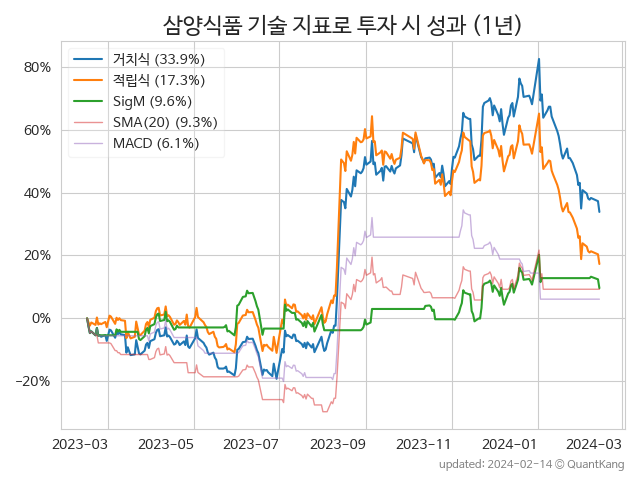 삼양식품 기술 지표로 투자 시 성과 (1년)
거치식 (33.9%)
적립식 (17.3%)
SigM (9.6%)
SMA(20) (9.3%)
MACD (6.1%)
80%
60%
40%
20%
0%
−20%
2023-03 2023-05 2023-07 2023-09 2023-11 2024-01 2024-03
updated: 2024-02-14 @ QuantKang